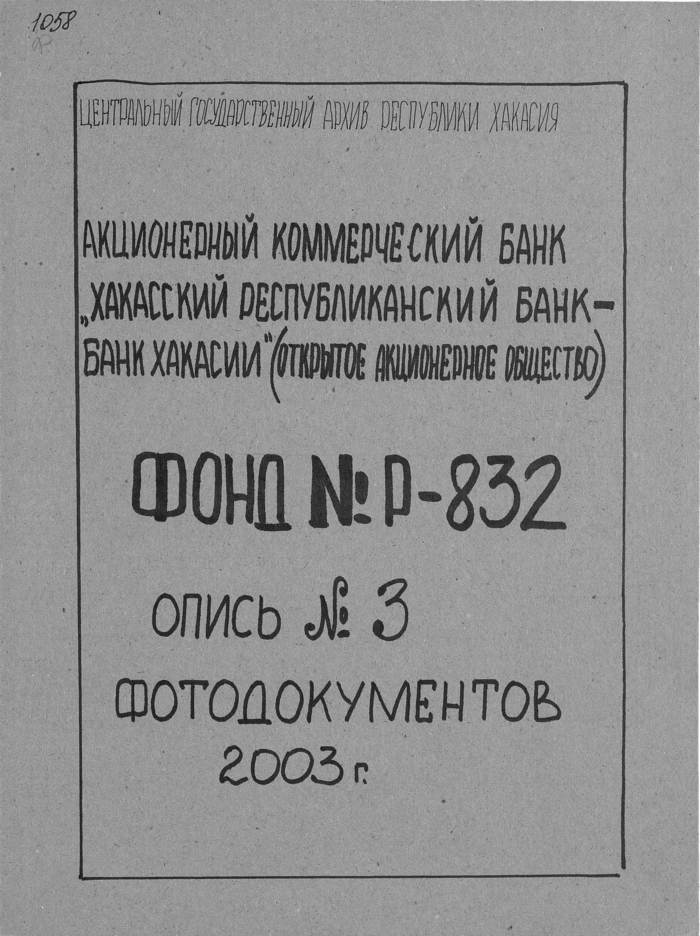 1058
ЦЕНТРАЛЬНЫЙ ГОСУДАРСТВЕННЫЙ АРХИВ РЕСПУБЛИКИ ХАКАСИЯ
АКЦИОНЕРНЫЙ КОММЕРЧЕСКИЙ БАНК
„ХАКАССКИЙ РЕСПУБЛИКАНСКИЙ БАНК-
БАНК ХАКАСИИ" (ОТКРЫТОЕ АКЦИОНЕРНОЕ ОБЩЕСТВО)
ФОНД № Р-832
ОПИСЬ № 3
ФОТОДОКУМЕНТОВ
2003 г.